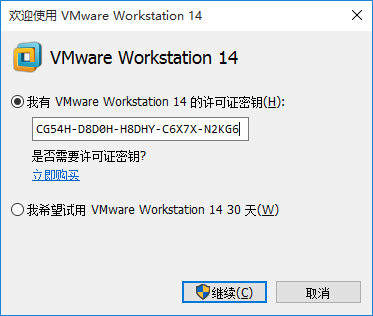 欢迎使用 VMware Workstation 14
VMware Workstation 14
我有 VMware Workstation 14 的许可证密钥(H):
CG54H-D8D0H-H8DHY-C6X7X-N2KG6
是否需要许可证密钥?
立即购买
我希望试用 VMware Workstation 14 30 天(W)
继续(C)
取消